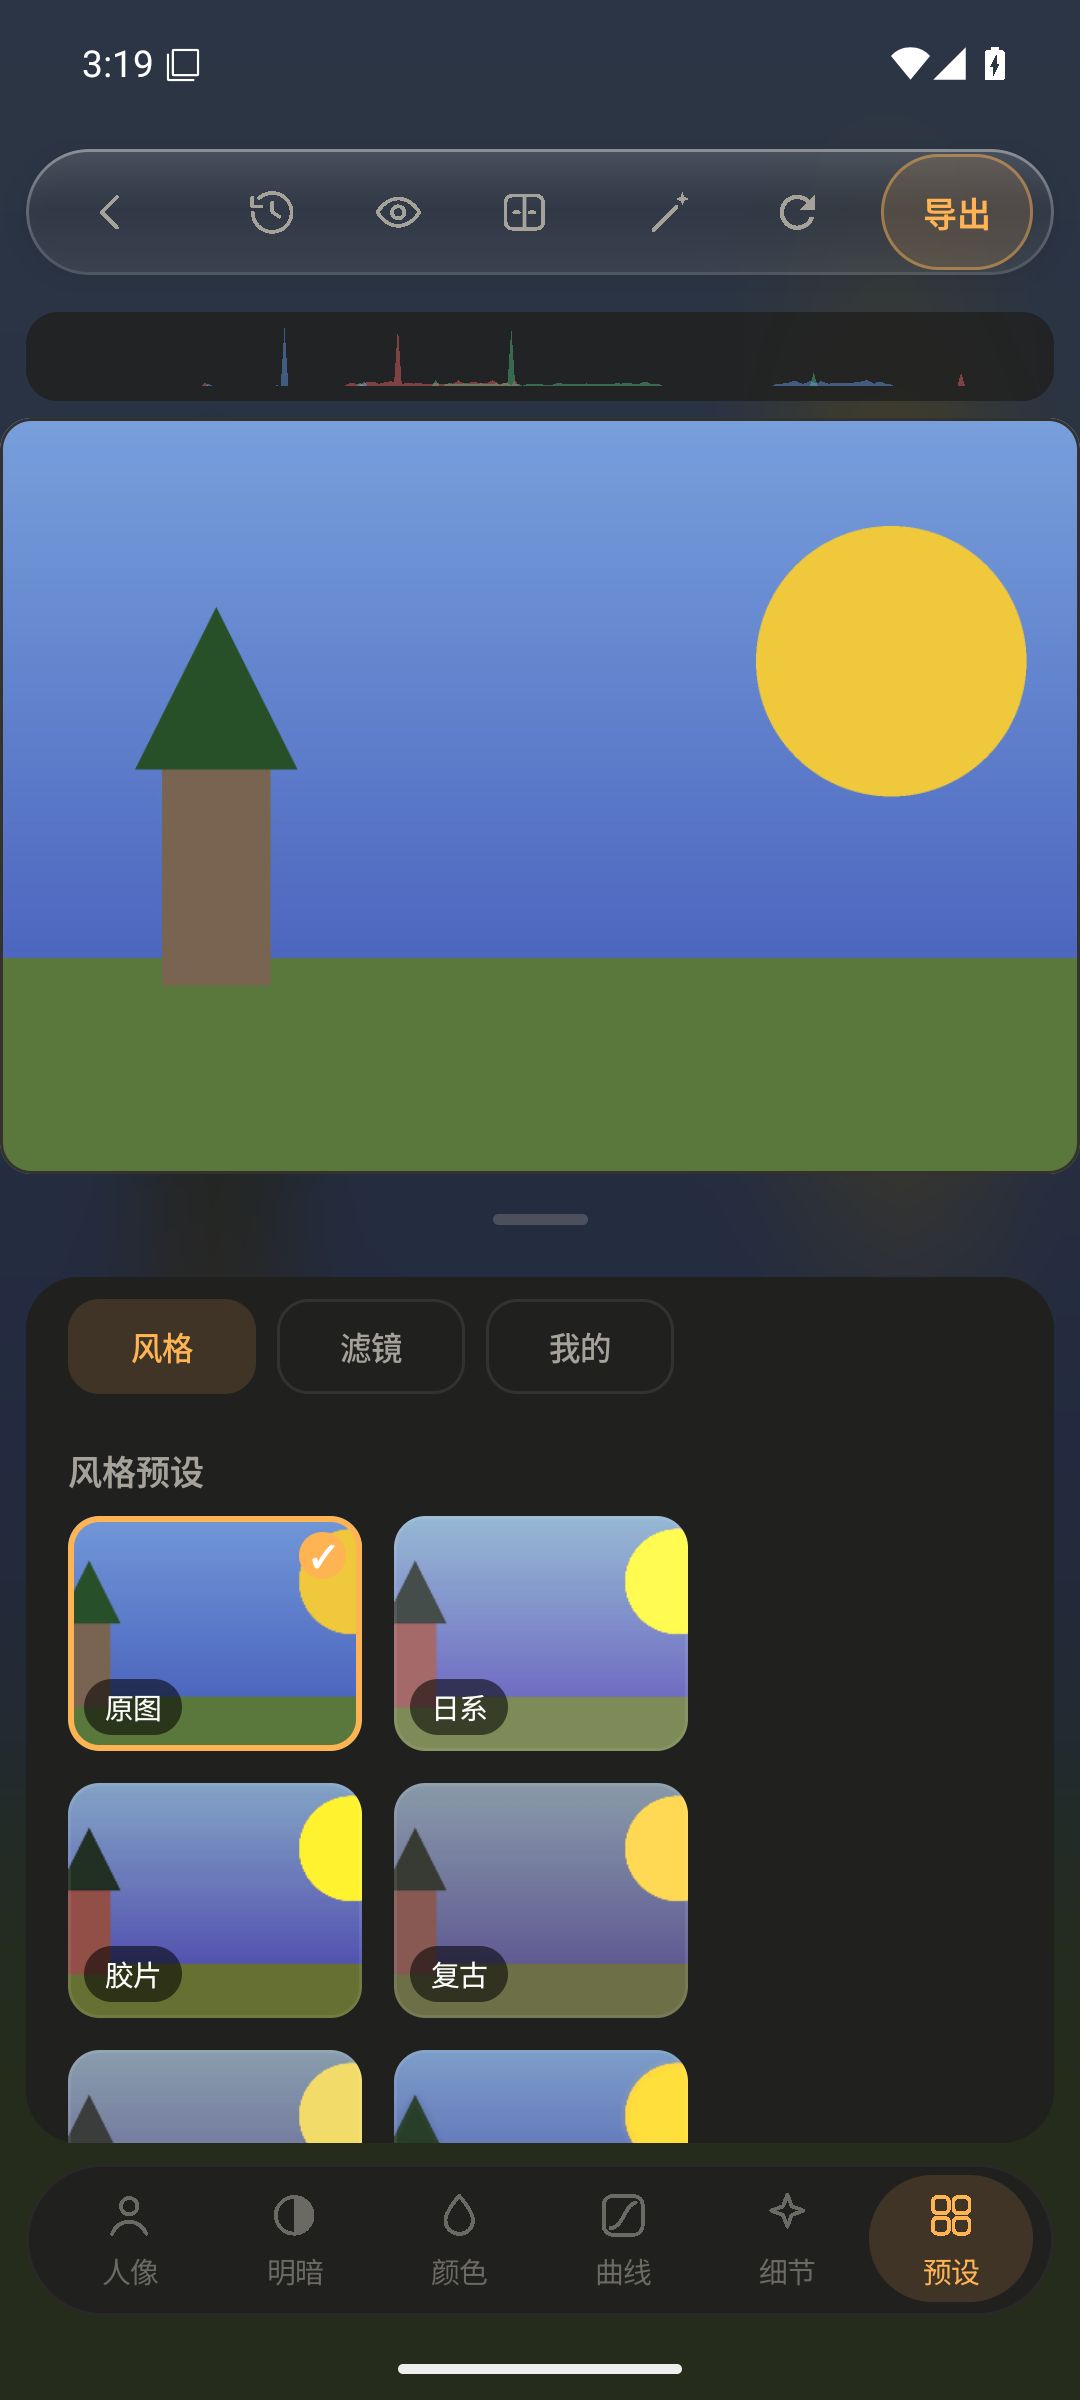 3:19
导出
风格 滤镜 我的
风格预设
原图 日系
胶片 复古
人像 明暗 颜色 曲线 细节 预设